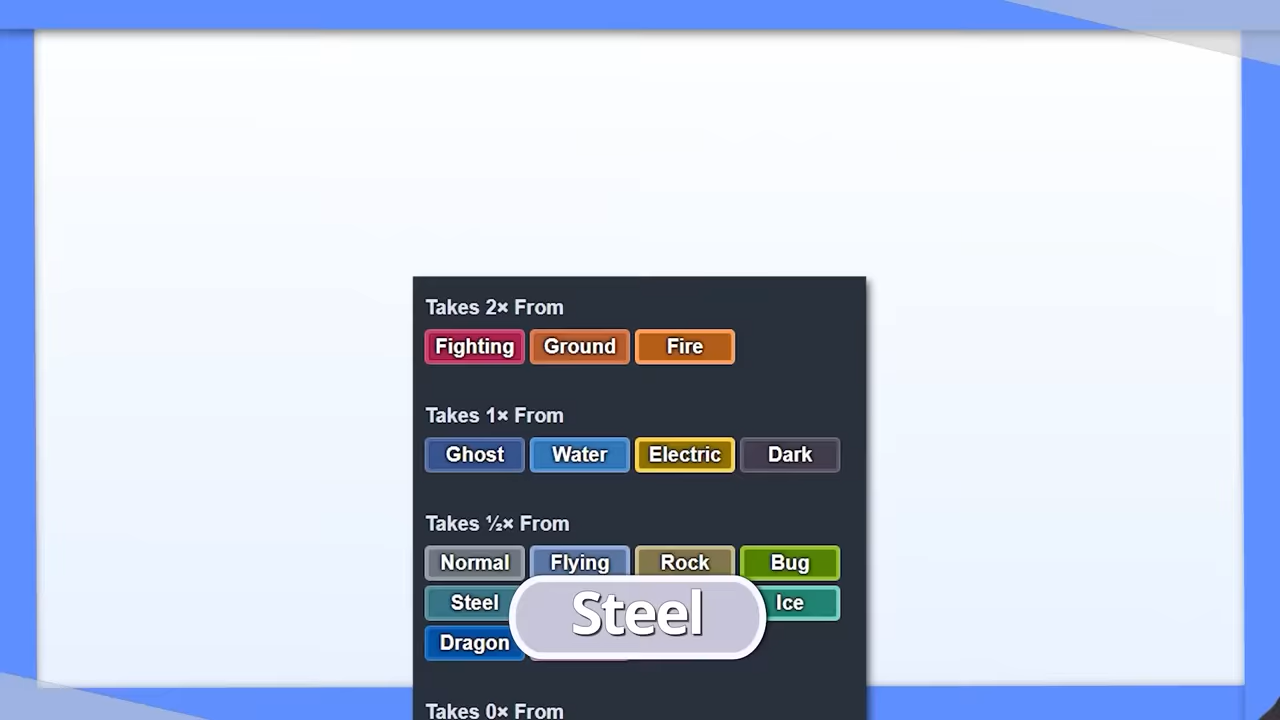 Takes 2× From
Fighting Ground Fire
Takes 1× From
Ghost Water Electric Dark
Takes ½× From
Normal Flying Rock Bug
Steel Ice
Steel
Dragon
Takes 0× From